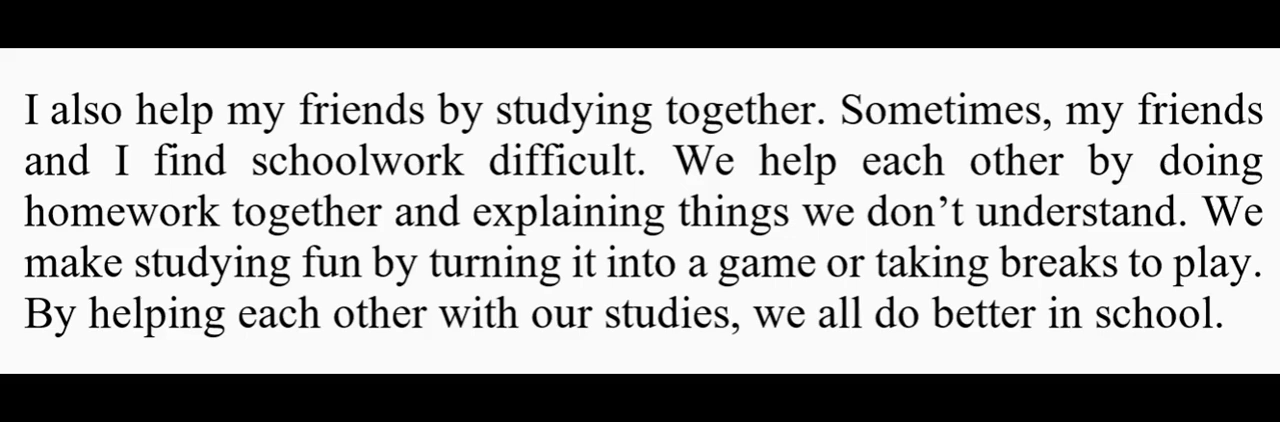 I also help my friends by studying together. Sometimes, my friends
and I find schoolwork difficult. We help each other by doing
homework together and explaining things we don’t understand. We
make studying fun by turning it into a game or taking breaks to play.
By helping each other with our studies, we all do better in school.